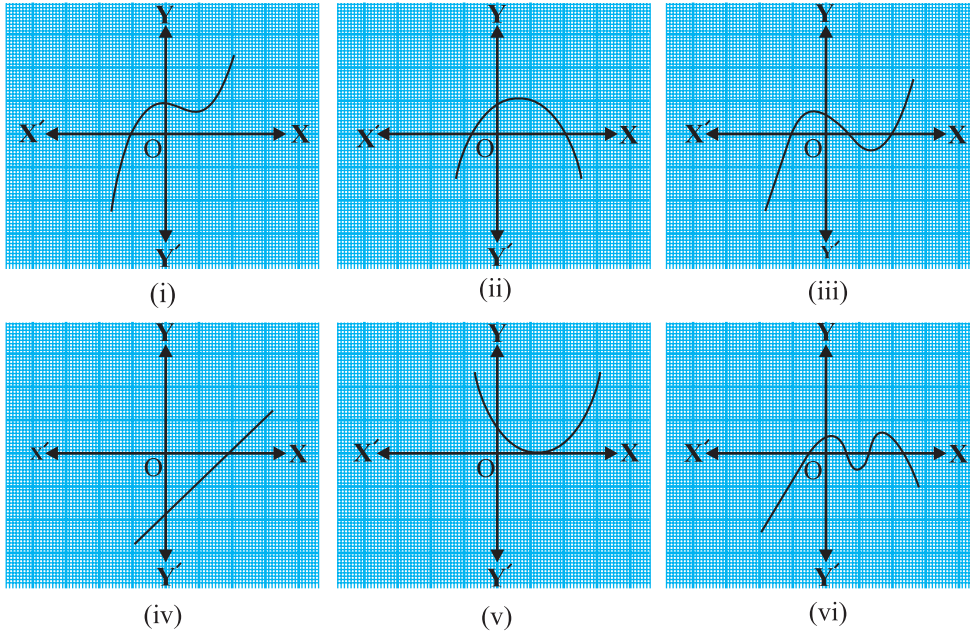 Y Y Y
X′ X X′ X X′ X
O O O
Y′ Y′ Y′
(i) (ii) (iii)
Y Y Y
X′ X X′ X X′ X
O O O
Y′ Y′ Y′
(iv) (v) (vi)